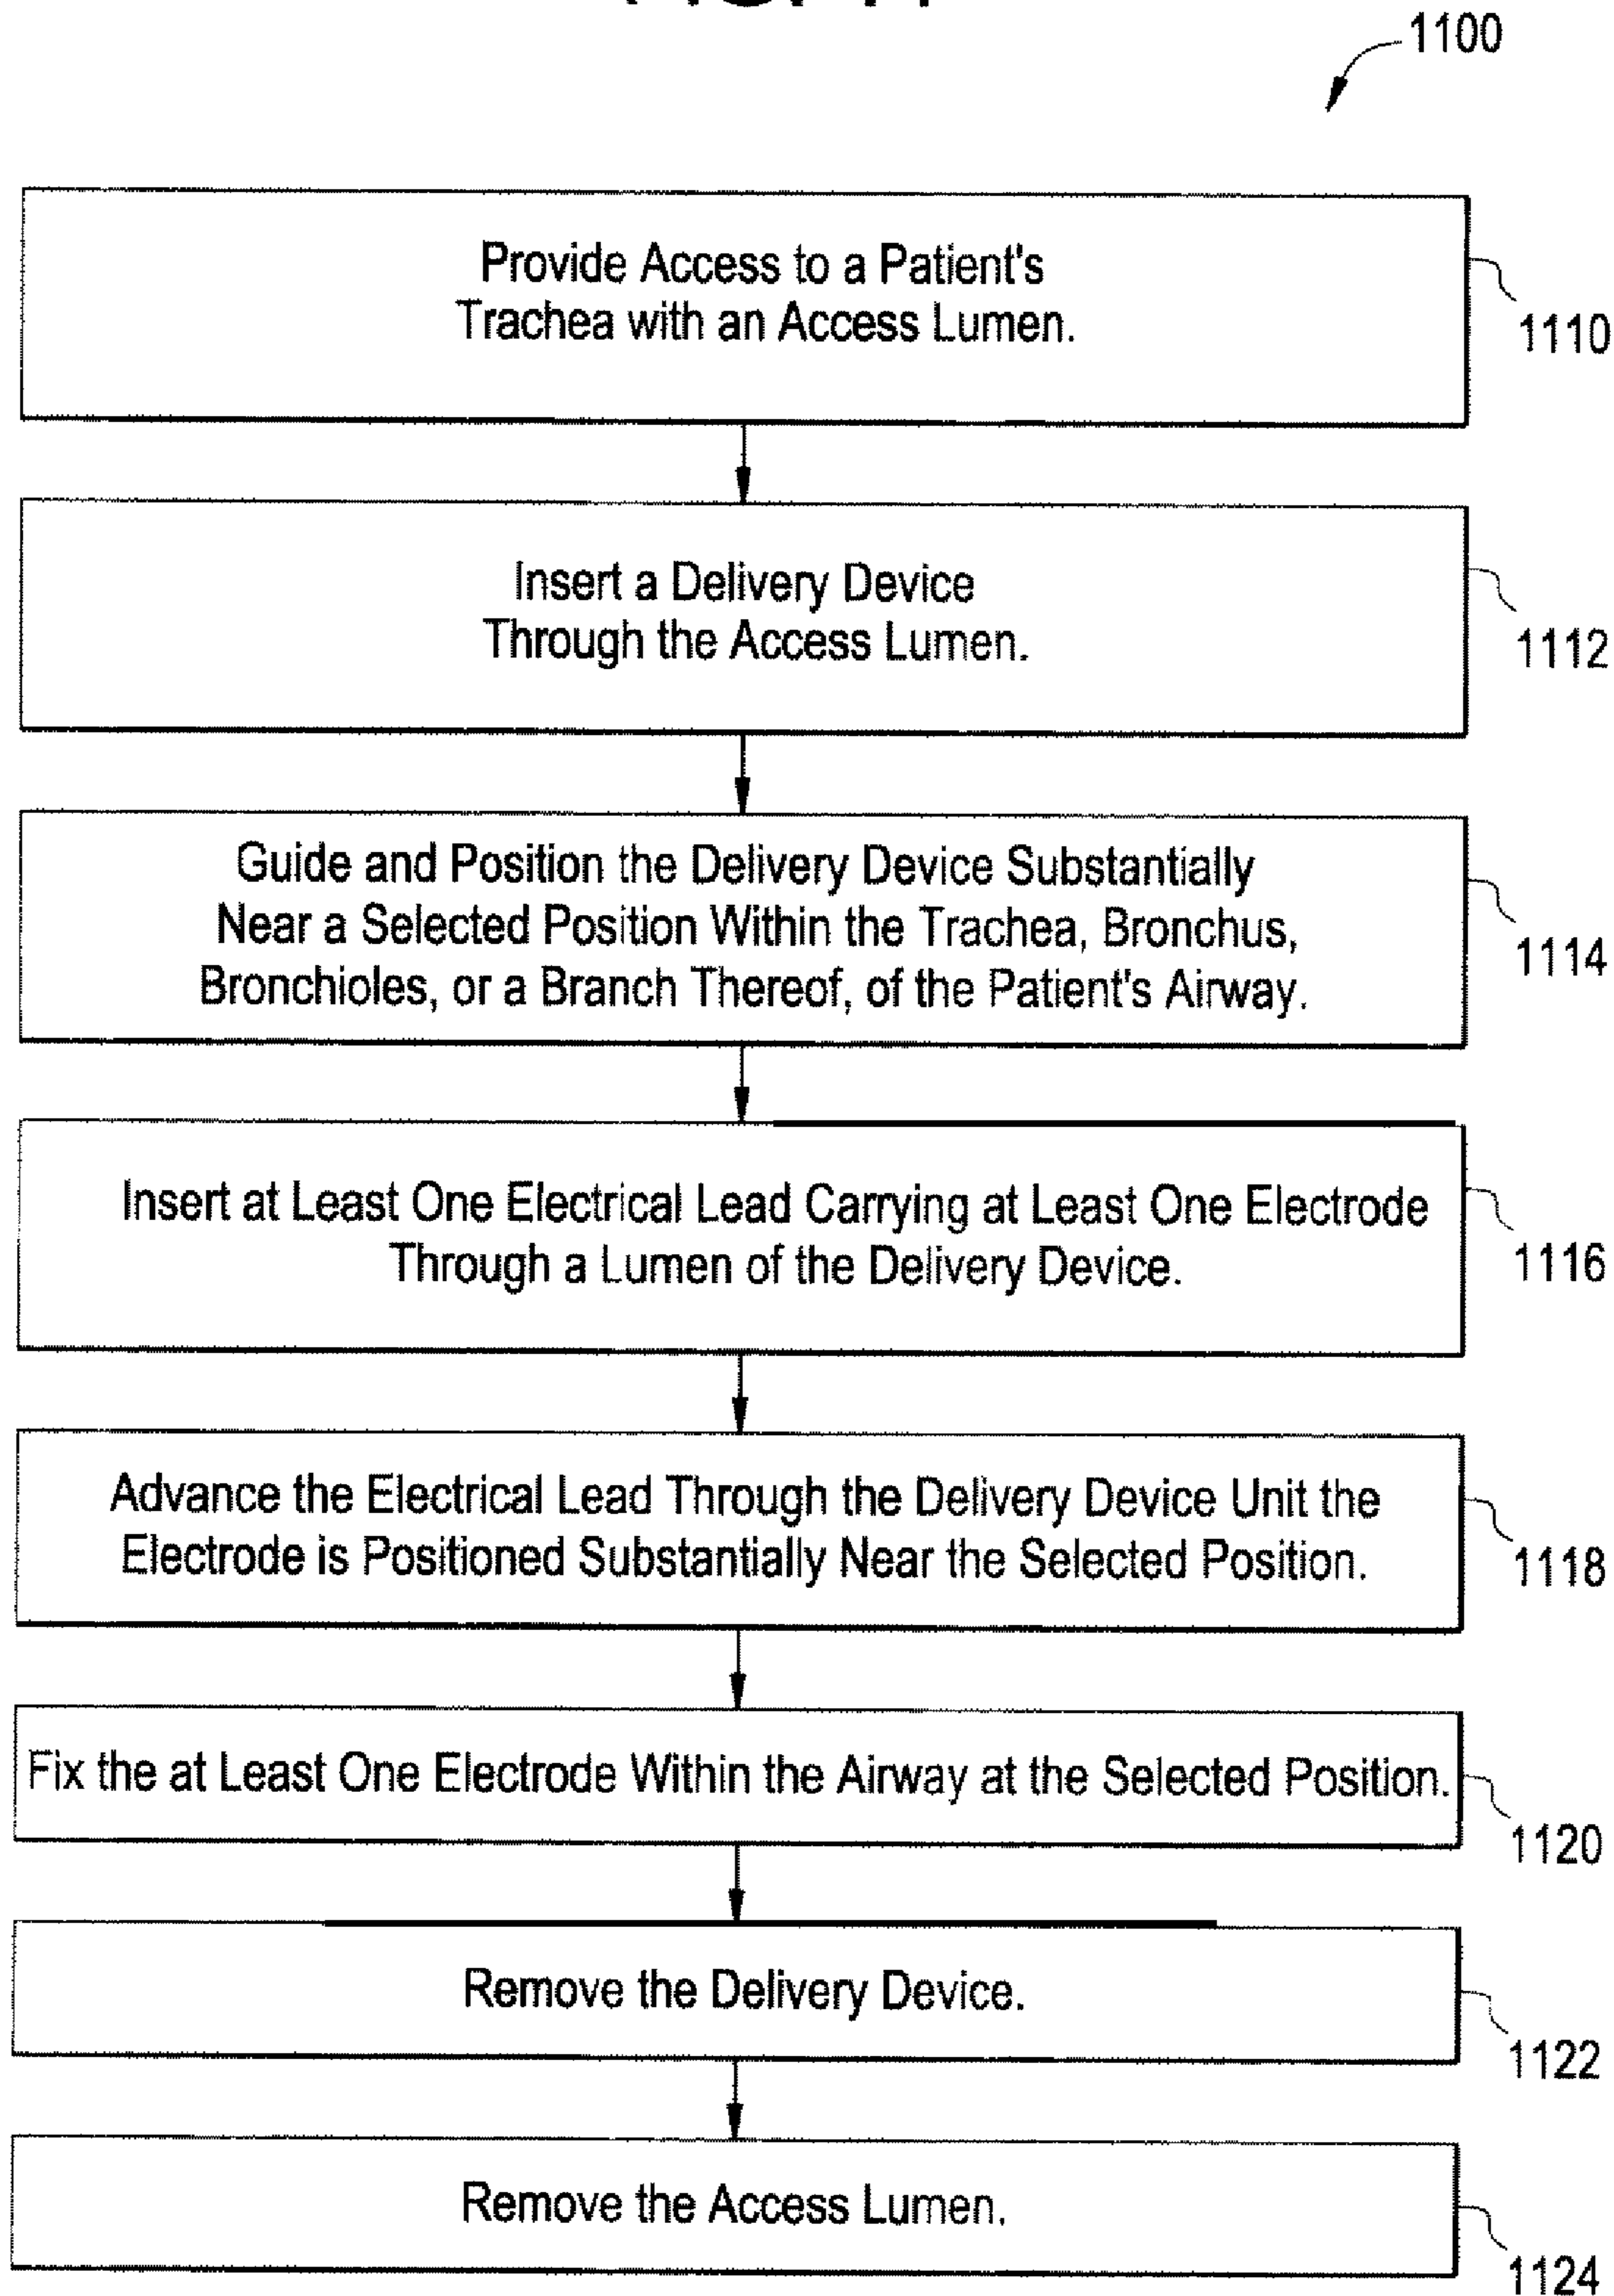 1100
Provide Access to a Patient's
Trachea with an Access Lumen.
1110
Insert a Delivery Device
Through the Access Lumen.
1112
Guide and Position the Delivery Device Substantially
Near a Selected Position Within the Trachea, Bronchus,
Bronchioles, or a Branch Thereof, of the Patient's Airway.
1114
Insert at Least One Electrical Lead Carrying at Least One Electrode
Through a Lumen of the Delivery Device.
1116
Advance the Electrical Lead Through the Delivery Device Unit the
Electrode is Positioned Substantially Near the Selected Position.
1118
Fix the at Least One Electrode Within the Airway at the Selected Position.
1120
Remove the Delivery Device.
1122
Remove the Access Lumen.
1124